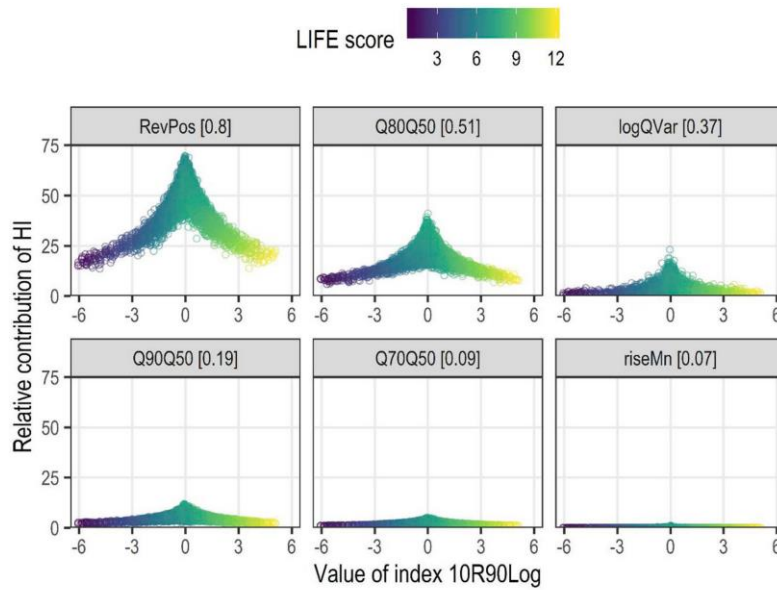 LIFE score
3 6 9 12
RevPos [0.8] Q80Q50 [0.51] logQVar [0.37]
75
50
25
0
-6 -3 0 3 6 -6 -3 0 3 6 -6 -3 0 3 6
Q90Q50 [0.19] Q70Q50 [0.09] riseMn [0.07]
75
50
25
0
-6 -3 0 3 6 -6 -3 0 3 6 -6 -3 0 3 6
Relative contribution of HI
Value of index 10R90Log